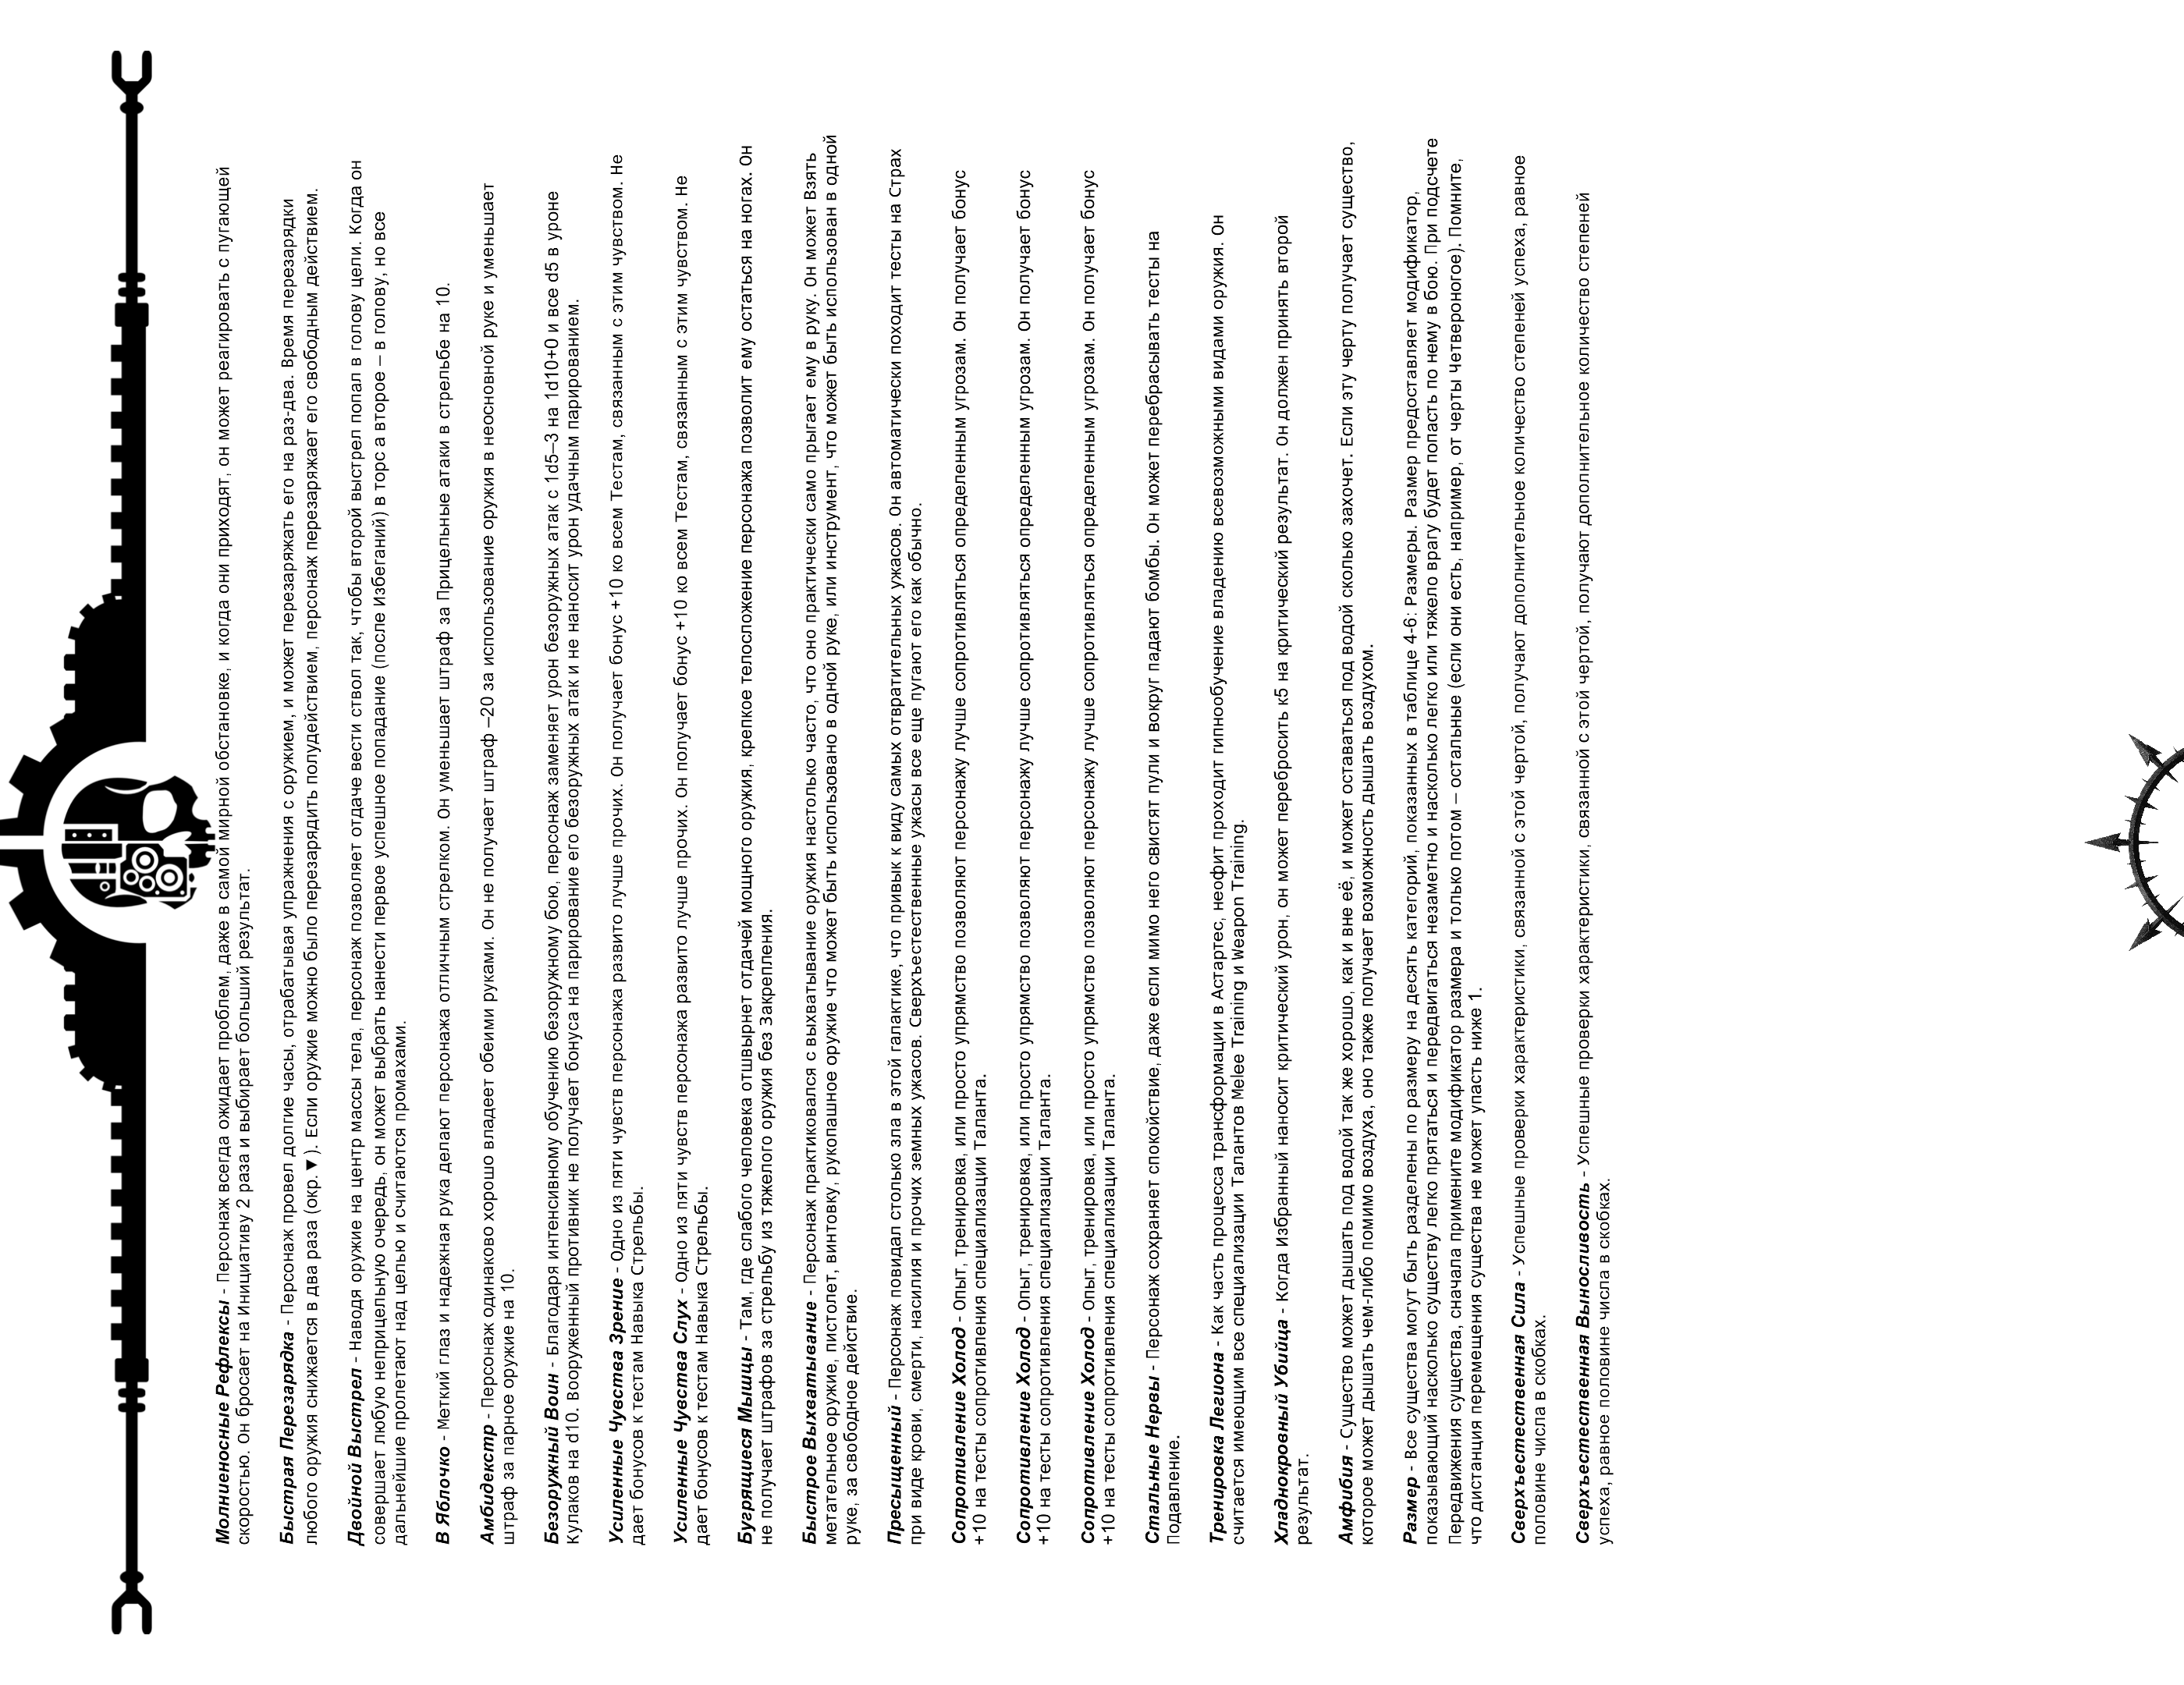 Молниеносные Рефлексы - Персонаж всегда ожидает проблем, даже в самой мирной обстановке, и когда они приходят, он может реагировать с пугающей
скоростью. Он бросает на Инициативу 2 раза и выбирает больший результат.
Быстрая Перезарядка - Персонаж провел долгие часы, отрабатывая упражнения с оружием, и может перезаряжать его на раз-два. Время перезарядки
любого оружия снижается в два раза (окр.▼). Если оружие можно было перезарядить полудействием, персонаж перезаряжает его свободным действием.
Двойной Выстрел - Наводя оружие на центр массы тела, персонаж позволяет отдаче вести ствол так, чтобы второй выстрел попал в голову цели. Когда он
совершает любую неприцельную очередь, он может выбрать нанести первое успешное попадание (после Избеганий) в торс а второе – в голову, но все
дальнейшие пролетают над целью и считаются промахами.
В Яблочко - Меткий глаз и надежная рука делают персонажа отличным стрелком. Он уменьшает штраф за Прицельные атаки в стрельбе на 10.
Амбидекстр - Персонаж одинаково хорошо владеет обеими руками. Он не получает штраф –20 за использование оружия в неосновной руке и уменьшает
штраф за парное оружие на 10.
Безоружный Воин - Благодаря интенсивному обучению безоружному бою, персонаж заменяет урон безоружных атак с 1d5–3 на 1d10+0 и все d5 в уроне
Кулаков на d10. Вооруженный противник не получает бонуса на парирование его безоружных атак и не наносит урон удачным парированием.
Усиленные Чувства Зрение - Одно из пяти чувств персонажа развито лучше прочих. Он получает бонус +10 ко всем Тестам, связанным с этим чувством. Не
дает бонусов к тестам Навыка Стрельбы.
Усиленные Чувства Слух - Одно из пяти чувств персонажа развито лучше прочих. Он получает бонус +10 ко всем Тестам, связанным с этим чувством. Не
дает бонусов к тестам Навыка Стрельбы.
Бугрящиеся Мышцы - Там, где слабого человека отшвырнет отдачей мощного оружия, крепкое телосложение персонажа позволит ему остаться на ногах. Он
не получает штрафов за стрельбу из тяжелого оружия без Закрепления.
Быстрое Выхватывание - Персонаж практиковался с выхватывание оружия настолько часто, что оно практически само прыгает ему в руку. Он может Взять
метательное оружие, пистолет, винтовку, рукопашное оружие что может быть использовано в одной руке, или инструмент, что может быть использован в одной
руке, за свободное действие.
Пресыщенный - Персонаж повидал столько зла в этой галактике, что привык к виду самых отвратительных ужасов. Он автоматически походит тесты на Страх
при виде крови, смерти, насилия и прочих земных ужасов. Сверхъестественные ужасы все еще пугают его как обычно.
Сопротивление Холод - Опыт, тренировка, или просто упрямство позволяют персонажу лучше сопротивляться определенным угрозам. Он получает бонус
+10 на тесты сопротивления специализации Таланта.
Сопротивление Холод - Опыт, тренировка, или просто упрямство позволяют персонажу лучше сопротивляться определенным угрозам. Он получает бонус
+10 на тесты сопротивления специализации Таланта.
Сопротивление Холод - Опыт, тренировка, или просто упрямство позволяют персонажу лучше сопротивляться определенным угрозам. Он получает бонус
+10 на тесты сопротивления специализации Таланта.
Стальные Нервы - Персонаж сохраняет спокойствие, даже если мимо него свистят пули и вокруг падают бомбы. Он может перебрасывать тесты на
Подавление.
Тренировка Легиона - Как часть процесса трансформации в Астартес, неофит проходит гипнообучение владению всевозможными видами оружия. Он
считается имеющим все специализации Талантов Melee Training и Weapon Training.
Хладнокровный Убийца - Когда Избранный наносит критический урон, он может перебросить к5 на критический результат. Он должен принять второй
результат.
Амфибия - Существо может дышать под водой так же хорошо, как и вне её, и может оставаться под водой сколько захочет. Если эту черту получает существо,
которое может дышать чем-либо помимо воздуха, оно также получает возможность дышать воздухом.
Размер - Все существа могут быть разделены по размеру на десять категорий, показанных в таблице 4-6: Размеры. Размер предоставляет модификатор,
показывающий насколько существу легко прятаться и передвигаться незаметно и насколько легко или тяжело врагу будет попасть по нему в бою. При подсчете
Передвижения существа, сначала примените модификатор размера и только потом – остальные (если они есть, например, от черты четвероногое). Помните,
что дистанция перемещения существа не может упасть ниже 1.
Сверхъестественная Сила - Успешные проверки характеристики, связанной с этой чертой, получают дополнительное количество степеней успеха, равное
половине числа в скобках.
Сверхъестественная Выносливость - Успешные проверки характеристики, связанной с этой чертой, получают дополнительное количество степеней
успеха, равное половине числа в скобках.